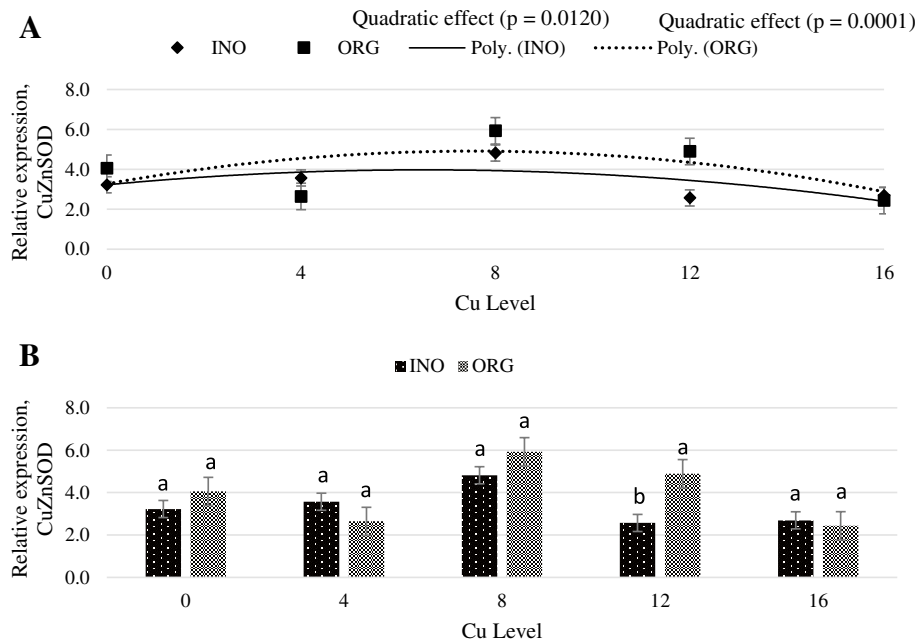 A
Quadratic effect (p = 0.0120) Quadratic effect (p = 0.0001)
INO ORG Poly. (INO) Poly. (ORG)
Relative expression,
CuZnSOD
8.0
6.0
4.0
2.0
0.0
0 4 8 12 16
Cu Level
B
INO ORG
Relative expression,
CuZnSOD
8.0
6.0
4.0
2.0
0.0
a a a a a a b a a a
0 4 8 12 16
Cu Level